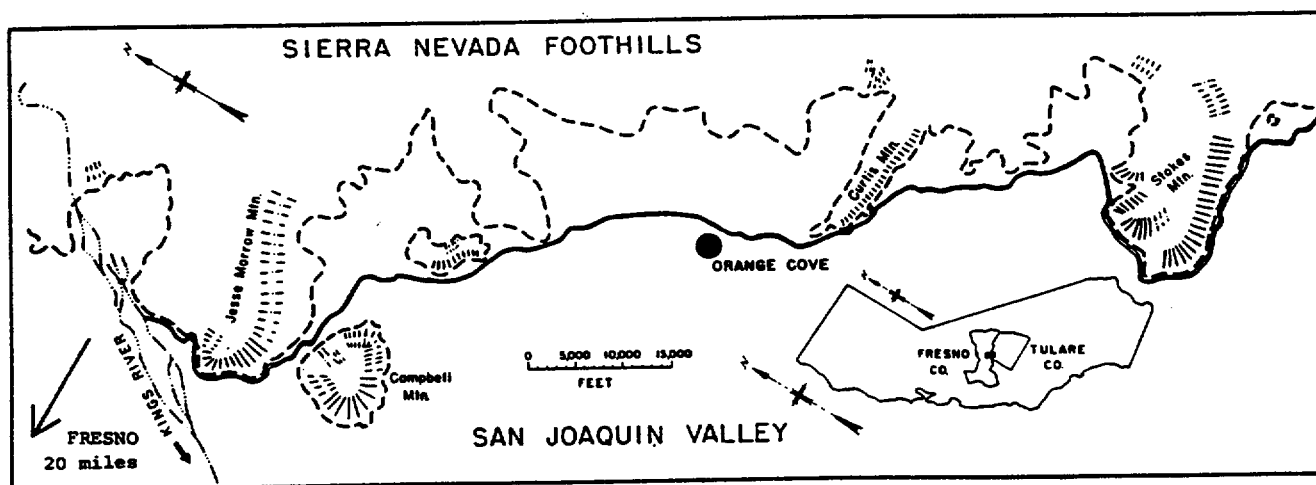 SIERRA NEVADA FOOTHILLS
N
Jesse Morrow Mtn.
Curtis Mtn.
Stokes
Mtn.
ORANGE COVE
0 5,000 10,000 15,000
FEET
Campbell
Mtn.
N
FRESNO
CO.
TULARE
CO.
N
KINGS RIVER
FRESNO
20 miles
SAN JOAQUIN VALLEY